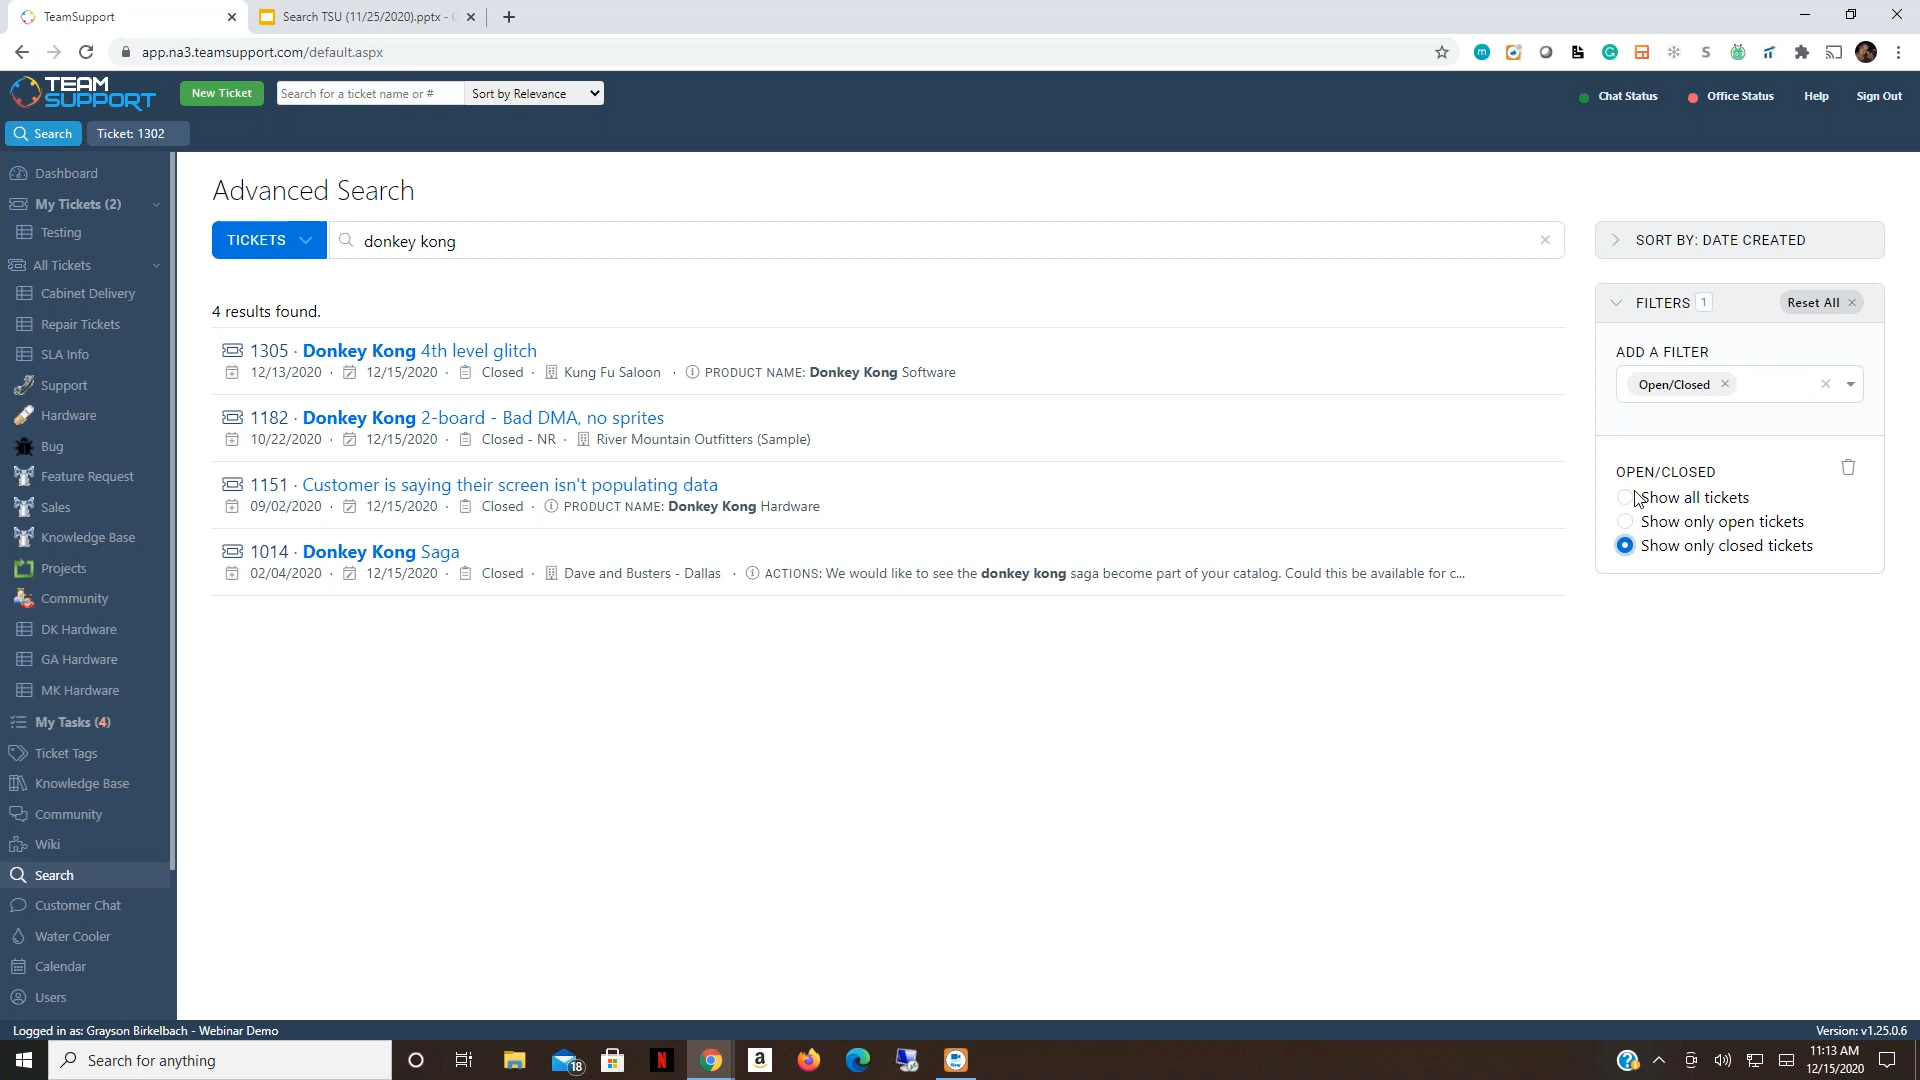 TeamSupport
Search TSU (11/25/2020).pptx - G
app.na3.teamsupport.com/default.aspx
TEAM SUPPORT
New Ticket
Search for a ticket name or #
Sort by Relevance
Chat Status
Office Status
Help
Sign Out
Search
Ticket: 1302
Dashboard
My Tickets (2)
Testing
All Tickets
Cabinet Delivery
Repair Tickets
SLA Info
Support
Hardware
Bug
Feature Request
Sales
Knowledge Base
Projects
Community
DK Hardware
GA Hardware
MK Hardware
My Tasks (4)
Ticket Tags
Knowledge Base
Community
Wiki
Search
Customer Chat
Water Cooler
Calendar
Users
Advanced Search
TICKETS
donkey kong
4 results found.
1305 · Donkey Kong 4th level glitch
12/13/2020 · 12/15/2020 · Closed · Kung Fu Saloon · PRODUCT NAME: Donkey Kong Software
1182 · Donkey Kong 2-board - Bad DMA, no sprites
10/22/2020 · 12/15/2020 · Closed - NR · River Mountain Outfitters (Sample)
1151 · Customer is saying their screen isn't populating data
09/02/2020 · 12/15/2020 · Closed · PRODUCT NAME: Donkey Kong Hardware
1014 · Donkey Kong Saga
02/04/2020 · 12/15/2020 · Closed · Dave and Busters - Dallas · ACTIONS: We would like to see the donkey kong saga become part of your catalog. Could this be available for c...
SORT BY: DATE CREATED
FILTERS 1
Reset All
ADD A FILTER
Open/Closed
OPEN/CLOSED
Show all tickets
Show only open tickets
Show only closed tickets
Logged in as: Grayson Birkelbach - Webinar Demo
Version: v1.25.0.6
Search for anything
18
11:13 AM
12/15/2020